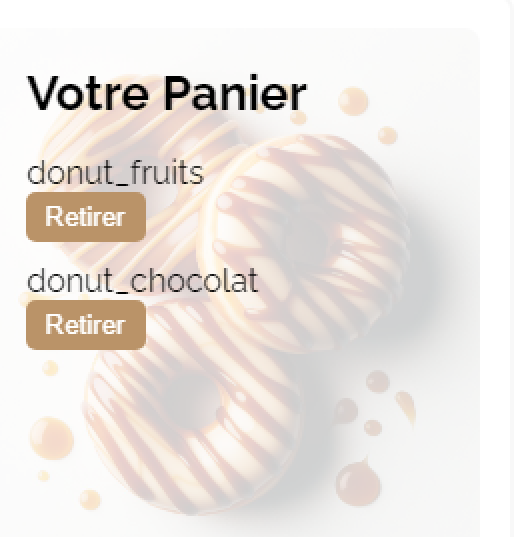 Votre Panier
donut_fruits
Retirer
donut_chocolat
Retirer